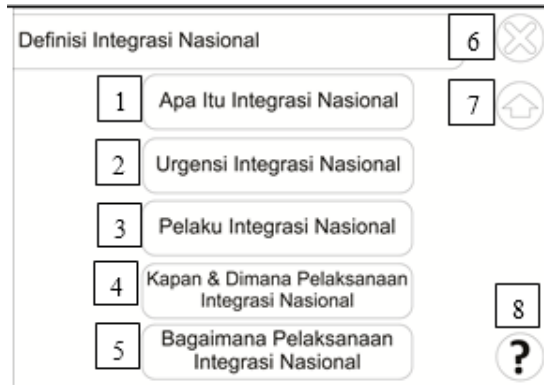 Definisi Integrasi Nasional
6
1
Apa Itu Integrasi Nasional
7
2
Urgensi Integrasi Nasional
3
Pelaku Integrasi Nasional
4
Kapan & Dimana Pelaksanaan
Integrasi Nasional
8
5
Bagaimana Pelaksanaan
Integrasi Nasional
?